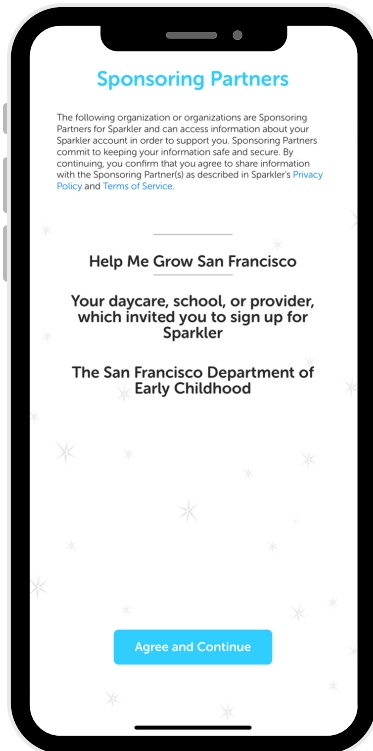 Sponsoring Partners
The following organization or organizations are Sponsoring
Partners for Sparkler and can access information about your
Sparkler account in order to support you. Sponsoring Partners
commit to keeping your information safe and secure. By
continuing, you confirm that you agree to share information
with the Sponsoring Partner(s) as described in Sparkler's Privacy
Policy and Terms of Service.
Help Me Grow San Francisco
Your daycare, school, or provider,
which invited you to sign up for
Sparkler
The San Francisco Department of
Early Childhood
Agree and Continue